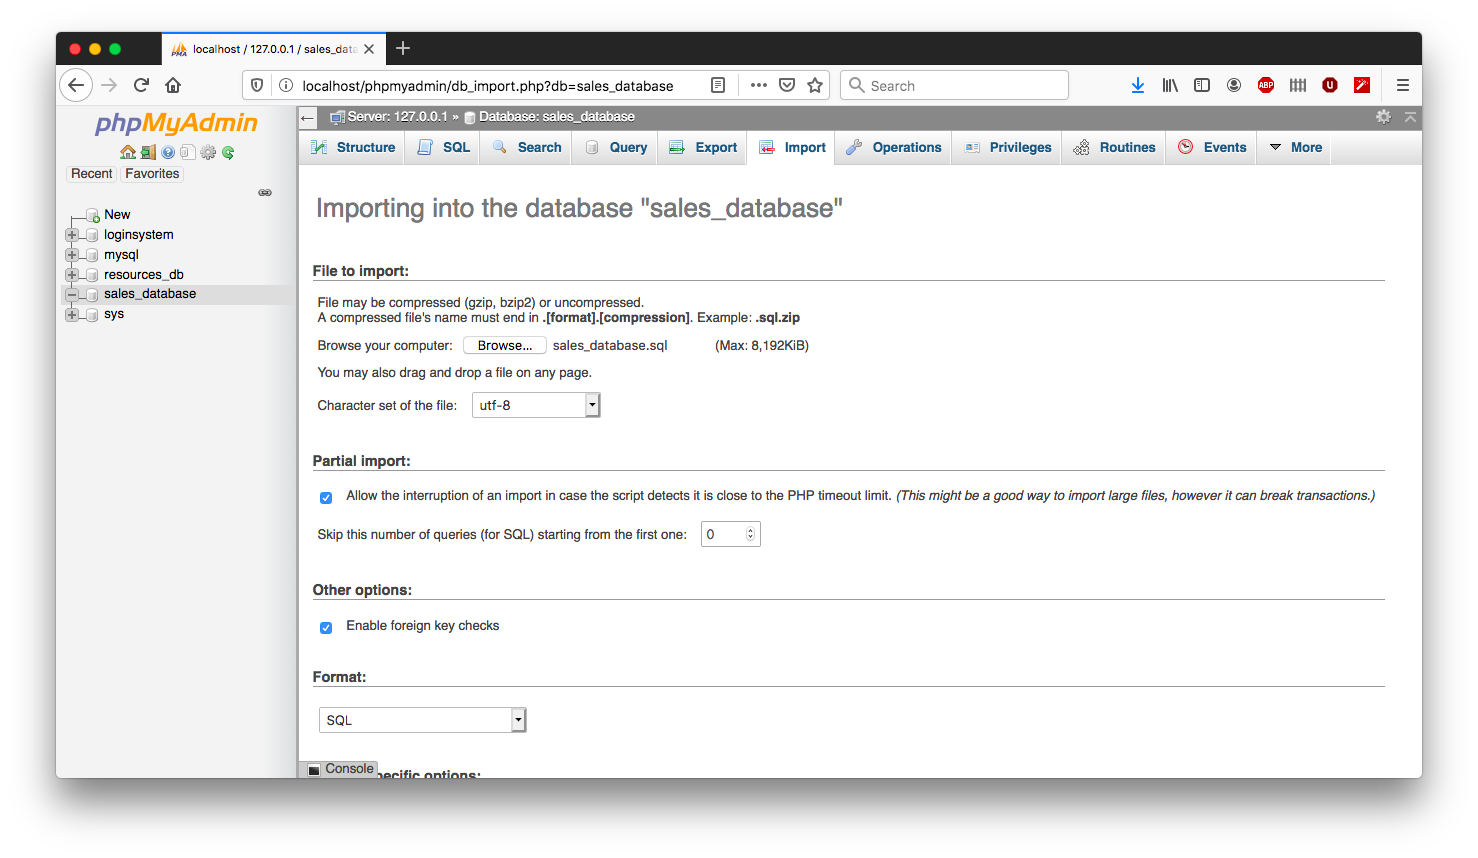 localhost / 127.0.0.1 / sales_data
localhost/phpmyadmin/db_import.php?db=sales_database
Search
ABP
phpMyAdmin
Recent Favorites
New
loginsystem
mysql
resources_db
sales_database
sys
Server: 127.0.0.1 » Database: sales_database
Structure SQL Search Query Export Import Operations Privileges Routines Events More
Importing into the database "sales_database"
File to import:
File may be compressed (gzip, bzip2) or uncompressed.
A compressed file's name must end in .[format].[compression]. Example: .sql.zip
Browse your computer: Browse... sales_database.sql (Max: 8,192KiB)
You may also drag and drop a file on any page.
Character set of the file: utf-8
Partial import:
Allow the interruption of an import in case the script detects it is close to the PHP timeout limit. (This might be a good way to import large files, however it can break transactions.)
Skip this number of queries (for SQL) starting from the first one: 0
Other options:
Enable foreign key checks
Format:
SQL
Console
pecific options: